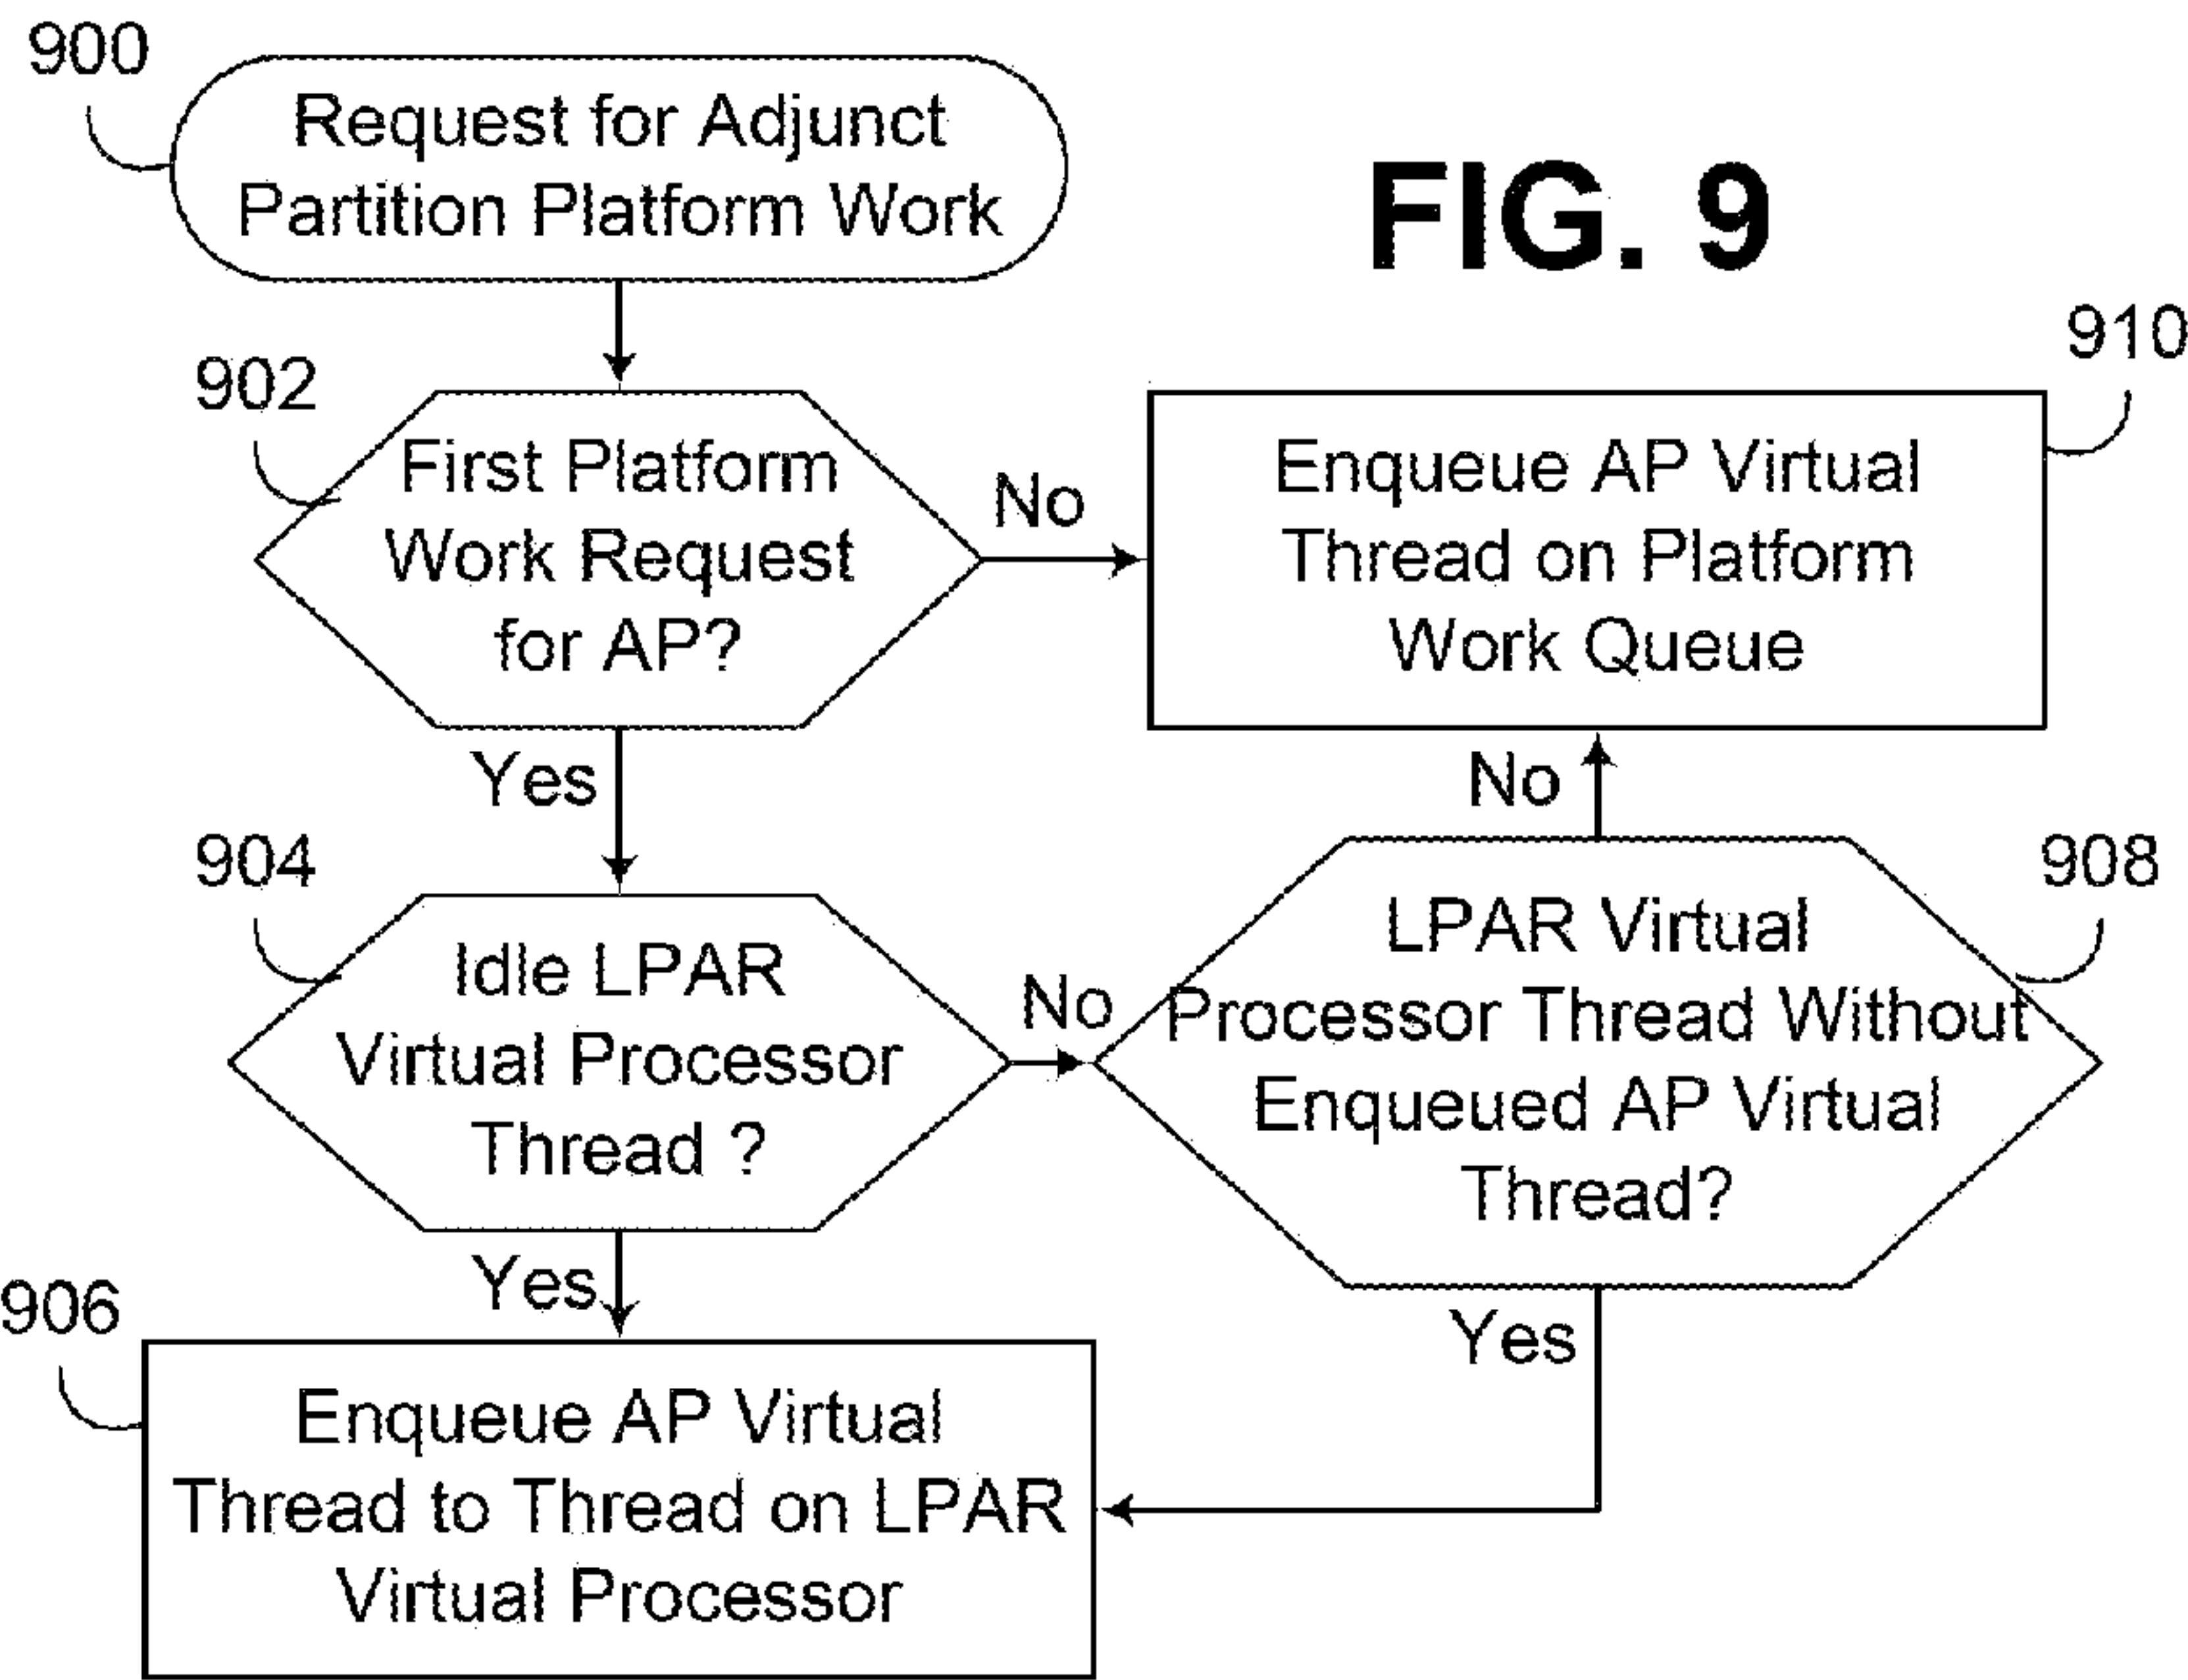 900
Request for Adjunct
Partition Platform Work
FIG. 9
902
First Platform
Work Request
for AP?
No
910
Enqueue AP Virtual
Thread on Platform
Work Queue
Yes
No
904
Idle LPAR
Virtual Processor
Thread ?
No
908
LPAR Virtual
Processor Thread Without
Enqueued AP Virtual
Thread?
Yes
Yes
906
Enqueue AP Virtual
Thread to Thread on LPAR
Virtual Processor